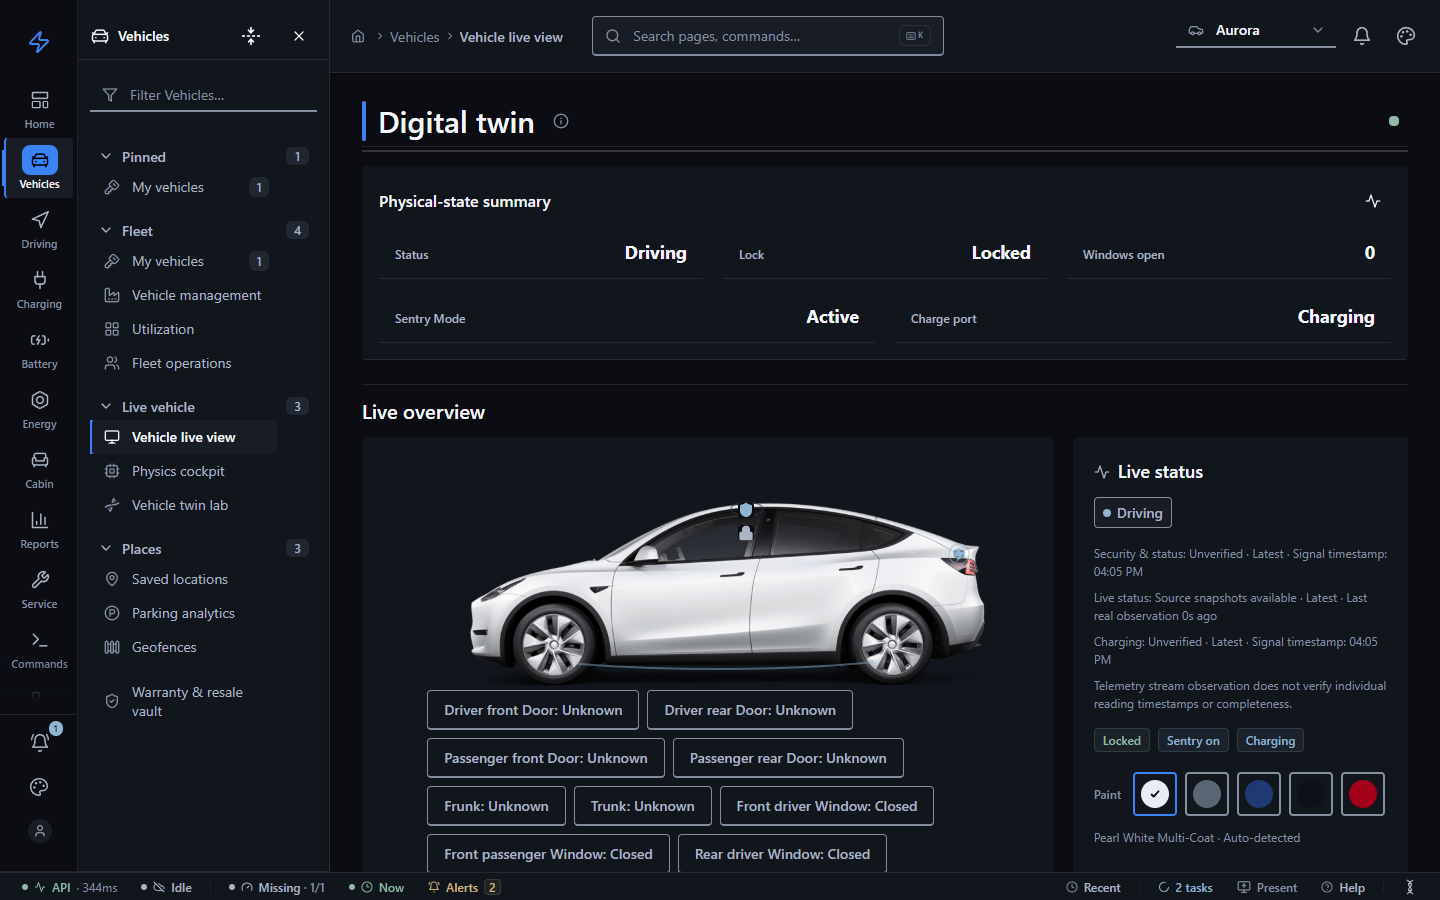 Vehicles
Vehicles
Vehicle live view
Search pages, commands...
K
Aurora
Filter Vehicles...
Home
Vehicles
Driving
Charging
Battery
Energy
Cabin
Reports
Service
Commands
1
Pinned
1
My vehicles
1
Fleet
4
My vehicles
1
Vehicle management
Utilization
Fleet operations
Live vehicle
3
Vehicle live view
Physics cockpit
Vehicle twin lab
Places
3
Saved locations
Parking analytics
Geofences
Warranty & resale
vault
Digital twin
Physical-state summary
Status
Driving
Lock
Locked
Windows open
0
Sentry Mode
Active
Charge port
Charging
Live overview
Driver front Door: Unknown
Driver rear Door: Unknown
Passenger front Door: Unknown
Passenger rear Door: Unknown
Frunk: Unknown
Trunk: Unknown
Front driver Window: Closed
Front passenger Window: Closed
Rear driver Window: Closed
Live status
Driving
Security & status: Unverified · Latest · Signal timestamp:
04:05 PM
Live status: Source snapshots available · Latest · Last
real observation 0s ago
Charging: Unverified · Latest · Signal timestamp: 04:05
PM
Telemetry stream observation does not verify individual
reading timestamps or completeness.
Locked
Sentry on
Charging
Paint
Pearl White Multi-Coat · Auto-detected
API · 344ms
Idle
Missing · 1/1
Now
Alerts 2
Recent
2 tasks
Present
Help